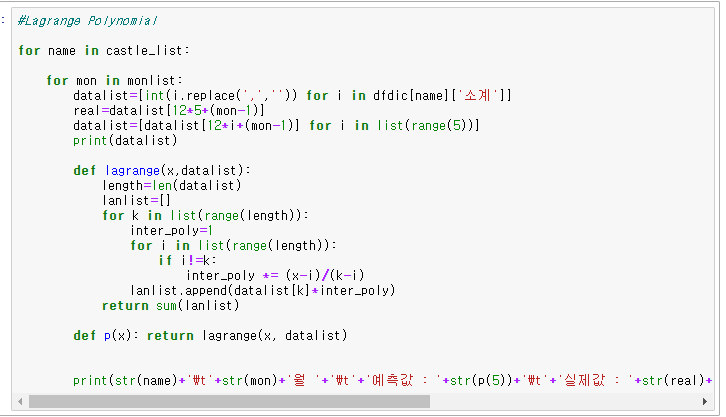 #Lagrange Polynomial
for name in castle_list:
    for mon in monlist:
        datalist=[int(i.replace(',','')) for i in dfdic[name]['소계']]
        real=datalist[12*5+(mon-1)]
        datalist=[datalist[12*i+(mon-1)] for i in list(range(5))]
        print(datalist)
        def lagrange(x,datalist):
            length=len(datalist)
            lanlist=[]
            for k in list(range(length)):
                inter_poly=1
                for i in list(range(length)):
                    if i!=k:
                        inter_poly *= (x-i)/(k-i)
                lanlist.append(datalist[k]*inter_poly)
            return sum(lanlist)
        def p(x): return lagrange(x, datalist)
        print(str(name)+'₩t'+str(mon)+'월 '+'₩t'+'예측값 : '+str(p(5))+'₩t'+'실제값 : '+str(real)+